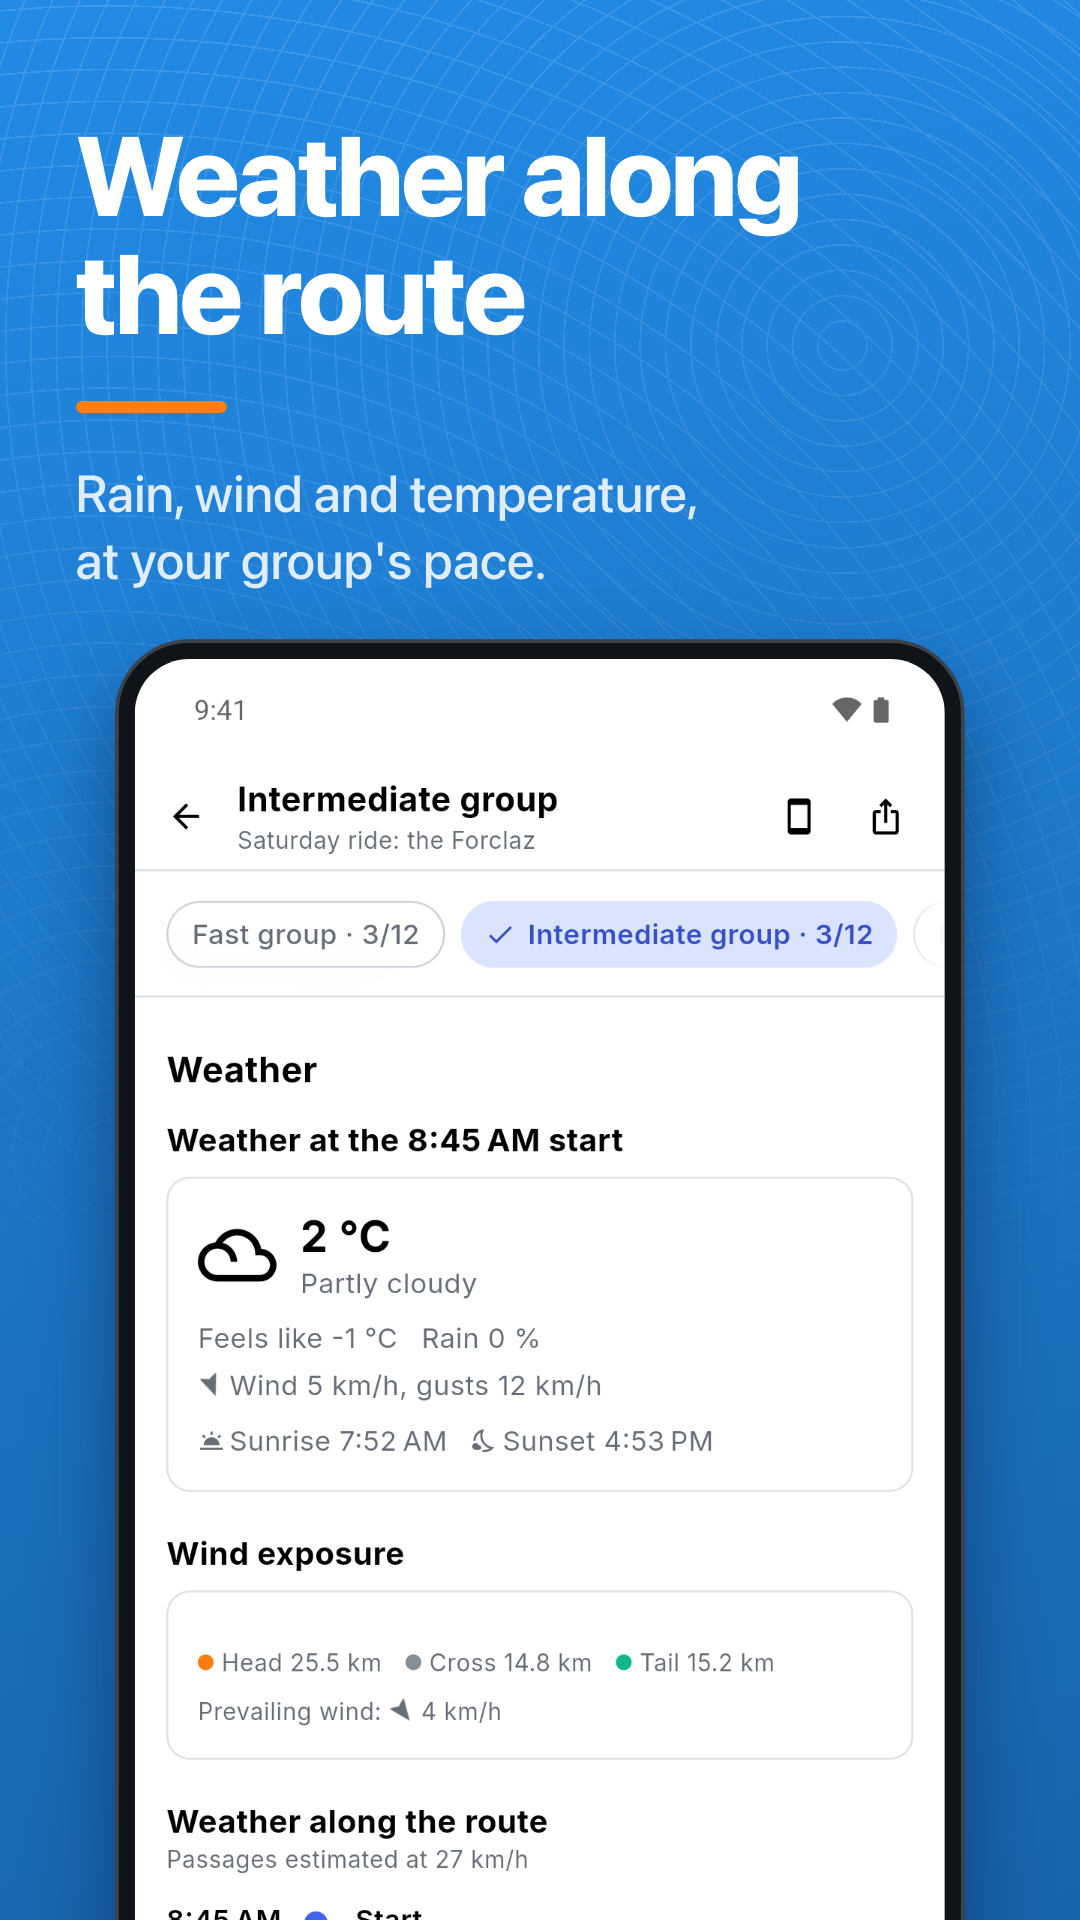 Weather along
the route
Rain, wind and temperature,
at your group's pace.
9:41
Intermediate group
Saturday ride: the Forclaz
Fast group · 3/12
Intermediate group · 3/12
Weather
Weather at the 8:45 AM start
2 °C
Partly cloudy
Feels like -1 °C Rain 0 %
Wind 5 km/h, gusts 12 km/h
Sunrise 7:52 AM Sunset 4:53 PM
Wind exposure
Head 25.5 km Cross 14.8 km Tail 15.2 km
Prevailing wind: 4 km/h
Weather along the route
Passages estimated at 27 km/h
8:45 AM Start